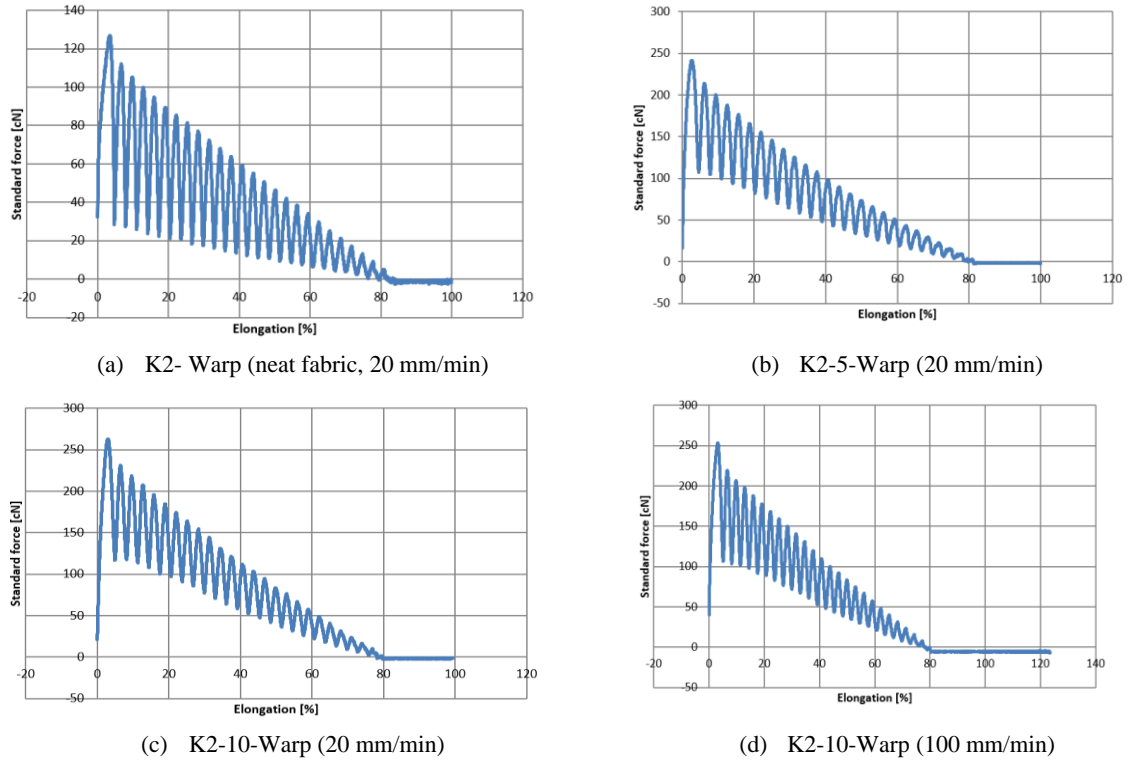 140
120
100
80
60
40
20
0
-20
-20 0 20 40 60 80 100 120
Standard force [cN]
Elongation [%]
(a) K2- Warp (neat fabric, 20 mm/min)
300
250
200
150
100
50
0
-50
-20 0 20 40 60 80 100 120
Standard force [cN]
Elongation [%]
(b) K2-5-Warp (20 mm/min)
300
250
200
150
100
50
0
-50
-20 0 20 40 60 80 100 120
Standard force [cN]
Elongation [%]
(c) K2-10-Warp (20 mm/min)
300
250
200
150
100
50
0
-50
-20 0 20 40 60 80 100 120 140
Standard force [cN]
Elongation [%]
(d) K2-10-Warp (100 mm/min)